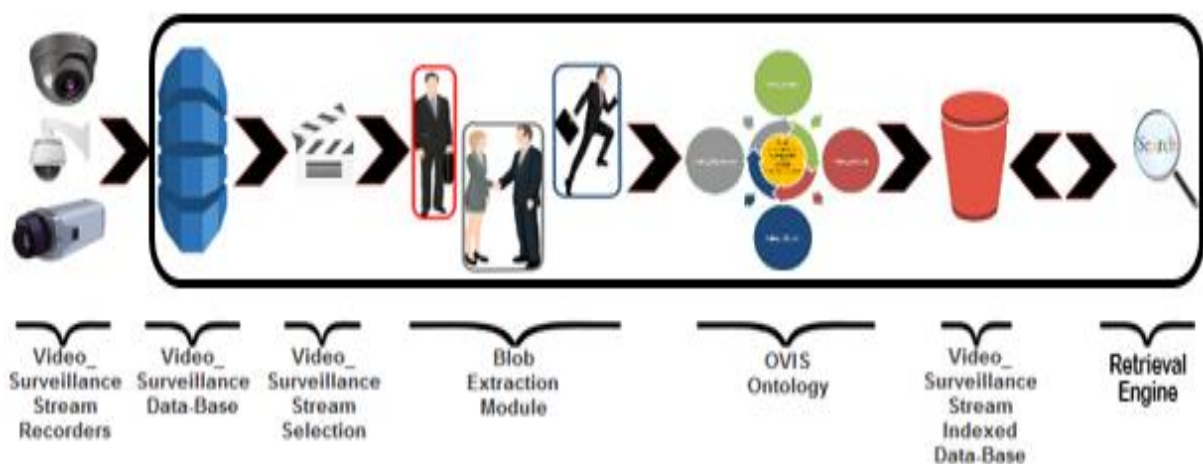 Search
Video_
Surveillance
Stream
Recorders
Video_
Surveillance
Data-Base
Video_
Surveillance
Stream
Selection
Blob
Extraction
Module
OVIS
Ontology
Video_
Surveillance
Stream
Indexed
Data-Base
Retrieval
Engine